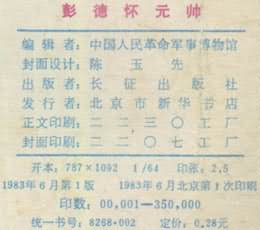 彭德怀元帅
编辑者：中国人民革命军事博物馆
封面设计：陈玉先
出版者：长征出版社
发行者：北京市新华书店
正文印刷：二二三〇工厂
封面印刷：二二〇七工厂
开本：787×1092 1/64 印张：2.5
1983年6月第1版 1983年6月北京第1次印刷
印数：00,001—350,000
统一书号：8268·002 定价：0.28元